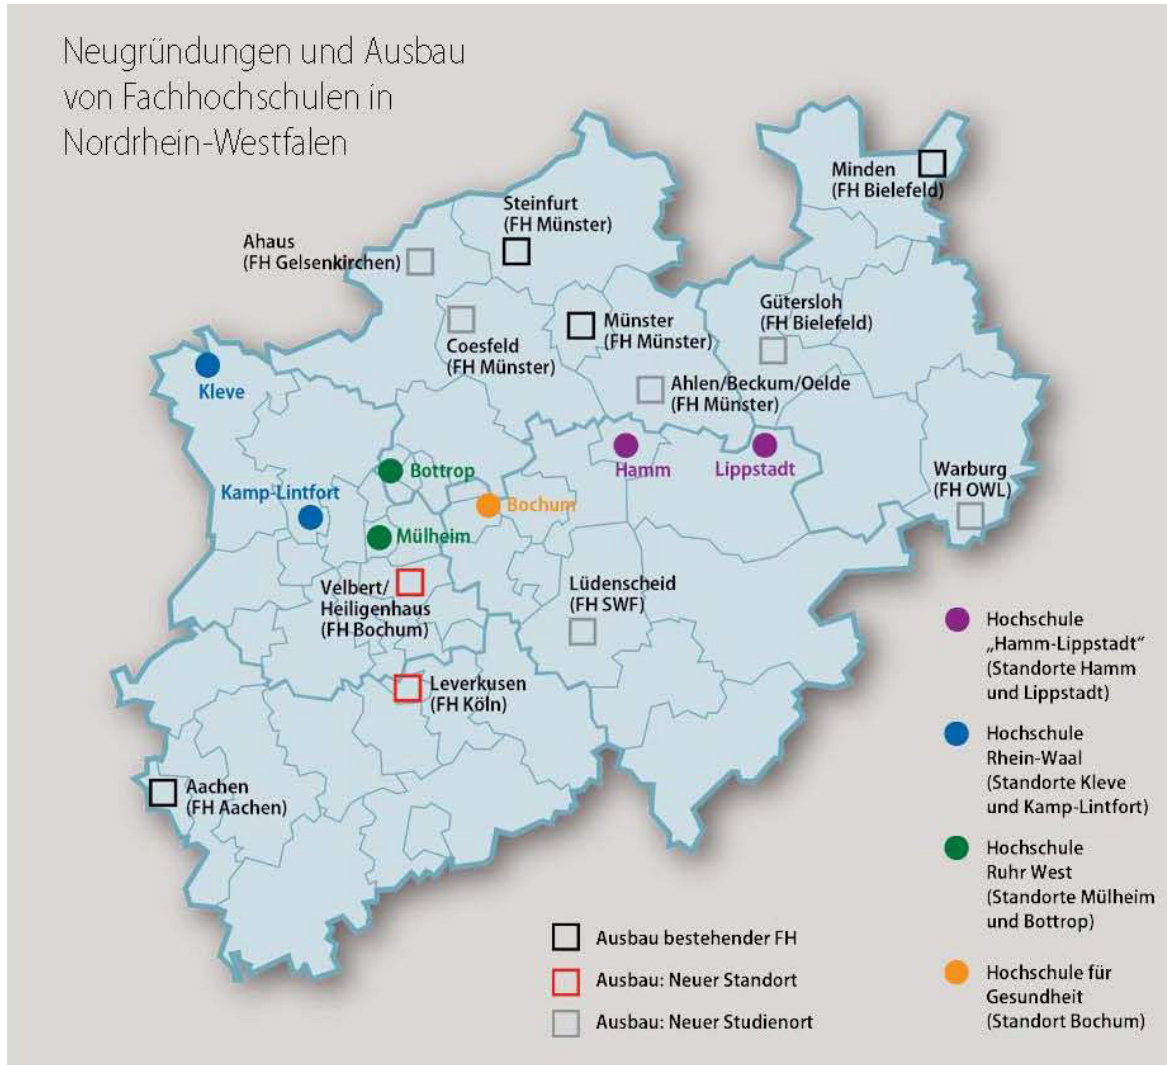 Neugründungen und Ausbau
von Fachhochschulen in
Nordrhein-Westfalen
Minden
(FH Bielefeld)
Steinfurt
(FH Münster)
Ahaus
(FH Gelsenkirchen)
Gütersloh
(FH Bielefeld)
Münster
(FH Münster)
Coesfeld
(FH Münster)
Kleve
Ahlen/Beckum/Oelde
(FH Münster)
Hamm
Lippstadt
Bottrop
Warburg
(FH OWL)
Kamp-Lintfort
Bochum
Mülheim
Velbert/
Heiligenhaus
(FH Bochum)
Lüdenscheid
(FH SWF)
Leverkusen
(FH Köln)
Aachen
(FH Aachen)
Hochschule
„Hamm-Lippstadt“
(Standorte Hamm
und Lippstadt)
Hochschule
Rhein-Waal
(Standorte Kleve
und Kamp-Lintfort)
Hochschule
Ruhr West
(Standorte Mülheim
und Bottrop)
Hochschule für
Gesundheit
(Standort Bochum)
Ausbau bestehender FH
Ausbau: Neuer Standort
Ausbau: Neuer Studienort